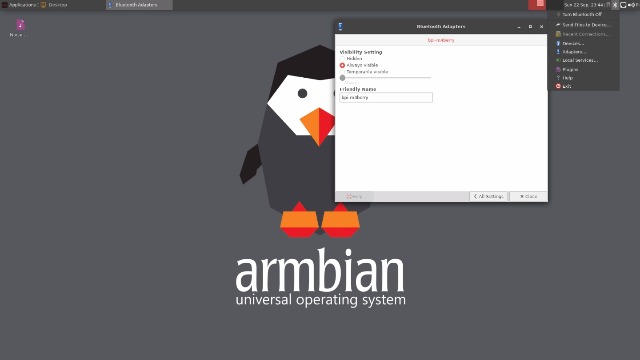 Applications
Desktop
Bluetooth Adapters
Sun 22 Sep, 23:44
Turn Bluetooth Off
Send Files to Device...
Recent Connections...
Devices...
Adapters...
Local Services...
Plugins
Help
Exit
Bluetooth Adapters
bpi-m4berry
Visibility Setting
Hidden
Always visible
Temporarily visible
Friendly Name
bpi-m4berry
Help
All Settings
Close
armbian
universal operating system